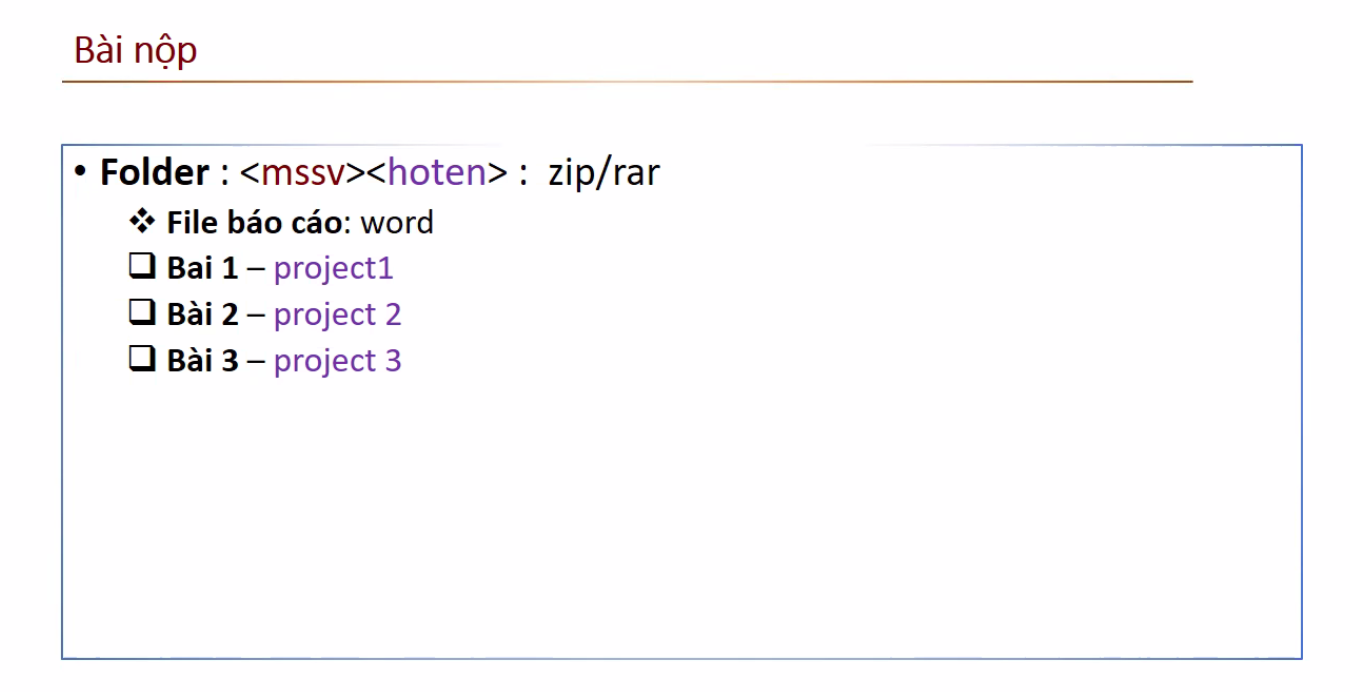 Bài nộp
• Folder : <mssv><hoten> : zip/rar
❖ File báo cáo: word
❑ Bai 1 – project1
❑ Bài 2 – project 2
❑ Bài 3 – project 3